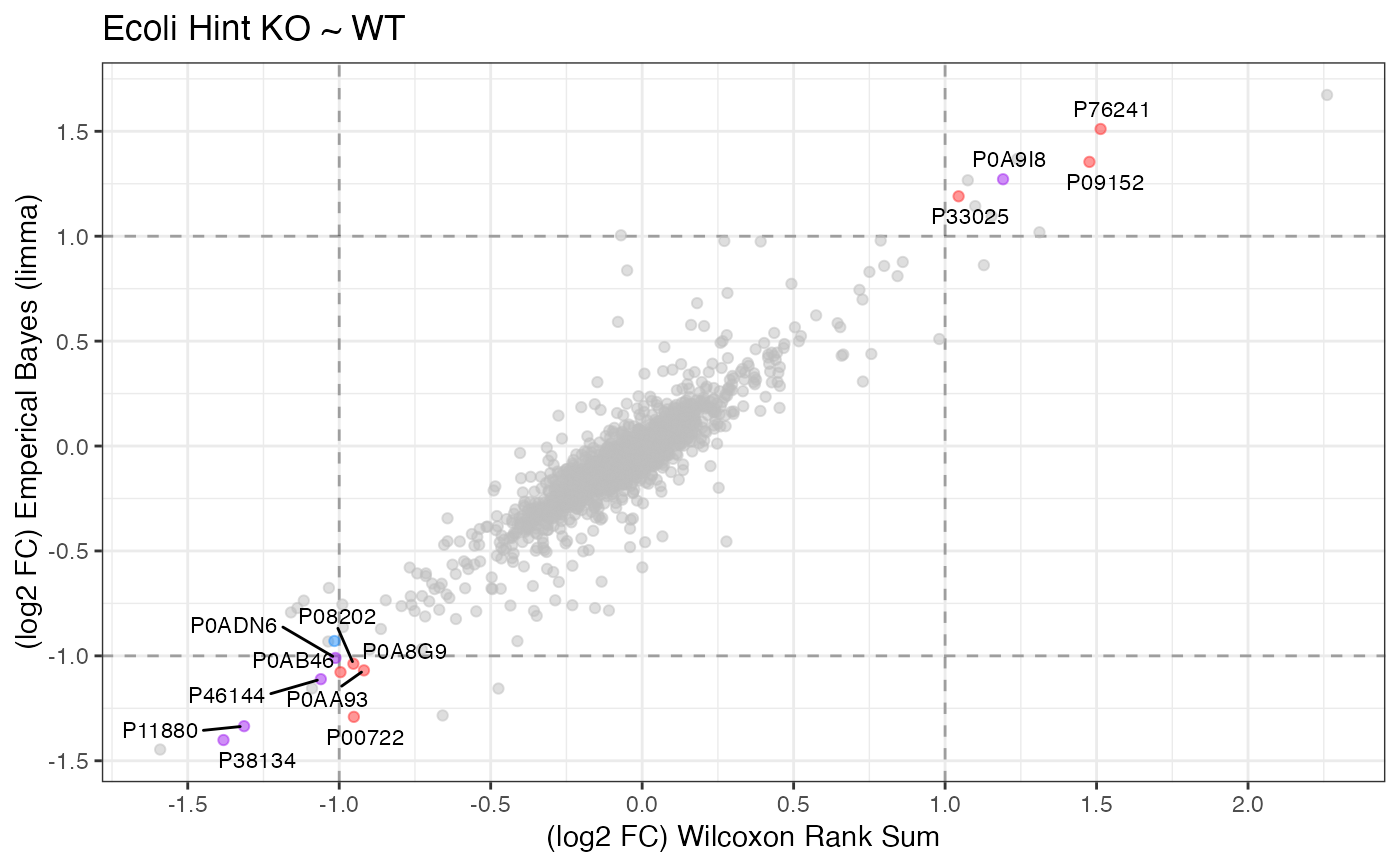 Ecoli Hint KO ~ WT
(log2 FC) Emperical Bayes (limma)
1.5
1.0
0.5
0.0
-0.5
-1.0
-1.5
P76241
P0A9I8
P09152
P33025
P08202
P0ADN6
P0A8G9
P0AB46
P46144
P0AA93
P11880
P00722
P38134
-1.5
-1.0
-0.5
0.0
0.5
1.0
1.5
2.0
(log2 FC) Wilcoxon Rank Sum